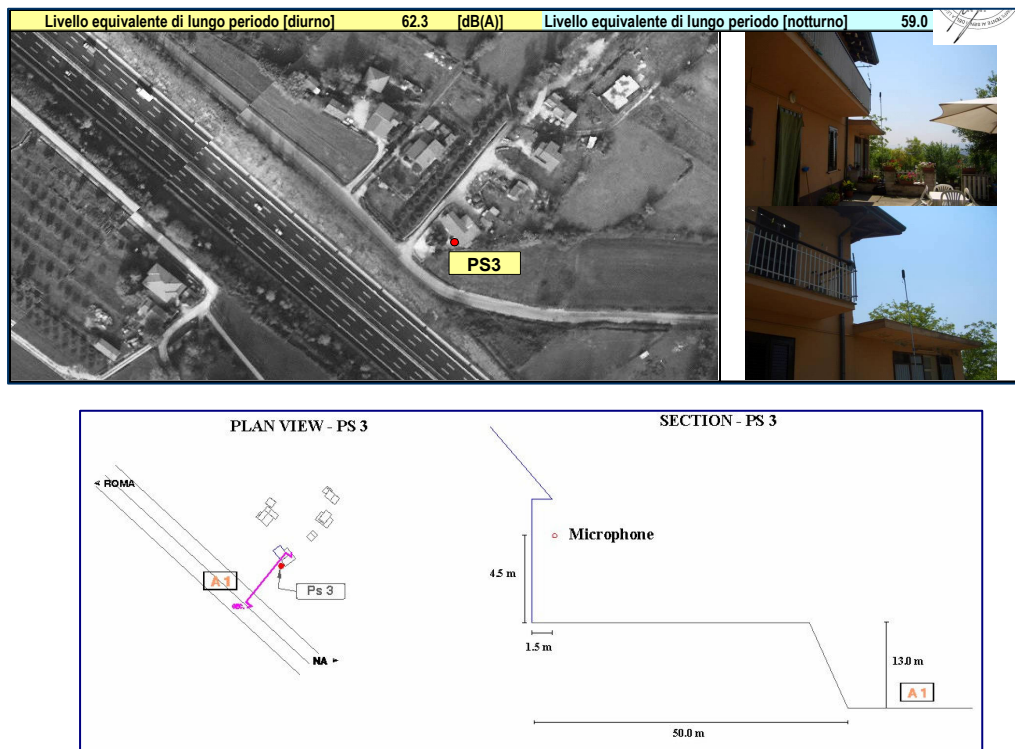 Livello equivalente di lungo periodo [diurno] 62.3 [dB(A)] Livello equivalente di lungo periodo [notturno] 59.0
PS3
PLAN VIEW - PS 3
SECTION - PS 3
ROMA
A 1
Ps 3
NA
Microphone
4.5 m
1.5 m
13.0 m
A 1
50.0 m